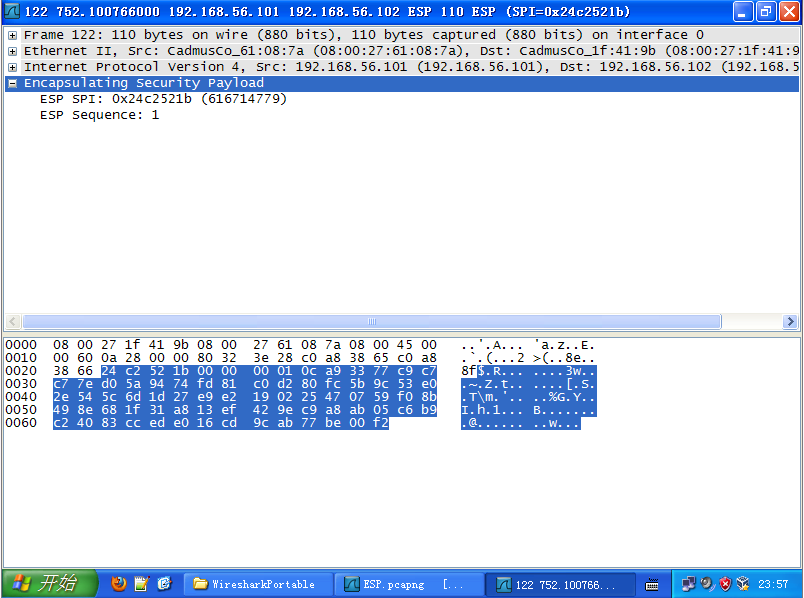 122 752.100766000 192.168.56.101 192.168.56.102 ESP 110 ESP (SPI=0x24c2521b)
Frame 122: 110 bytes on wire (880 bits), 110 bytes captured (880 bits) on interface 0
Ethernet II, Src: CadmusCo_61:08:7a (08:00:27:61:08:7a), Dst: CadmusCo_1f:41:9b (08:00:27:1f:41:9
Internet Protocol Version 4, Src: 192.168.56.101 (192.168.56.101), Dst: 192.168.56.102 (192.168.5
Encapsulating Security Payload
ESP SPI: 0x24c2521b (616714779)
ESP Sequence: 1
0000 08 00 27 1f 41 9b 08 00 27 61 08 7a 08 00 45 00 ..'.A... 'a.z..E.
0010 00 60 0a 28 00 00 80 32 3e 28 c0 a8 38 65 c0 a8 .`.(...2 >(..8e..
0020 38 66 24 c2 52 1b 00 00 00 01 0c a9 33 77 c9 c7 8f$.R... ....3w..
0030 c7 7e d0 5a 94 74 fd 81 c0 d2 80 fc 5b 9c 53 e0 .~.Z.t.. ....[.S.
0040 2e 54 5c 6d 1d 27 e9 e2 19 02 25 47 07 59 f0 8b .T\m.'.. ..%G.Y..
0050 49 8e 68 1f 31 a8 13 ef 42 9e c9 a8 ab 05 c6 b9 I.h.1... B.......
0060 c2 40 83 cc ed e0 16 cd 9c ab 77 be 00 f2 .@...... ..w...
开始 WiresharkPortable ESP.pcapng [... 122 752.100766... 23:57